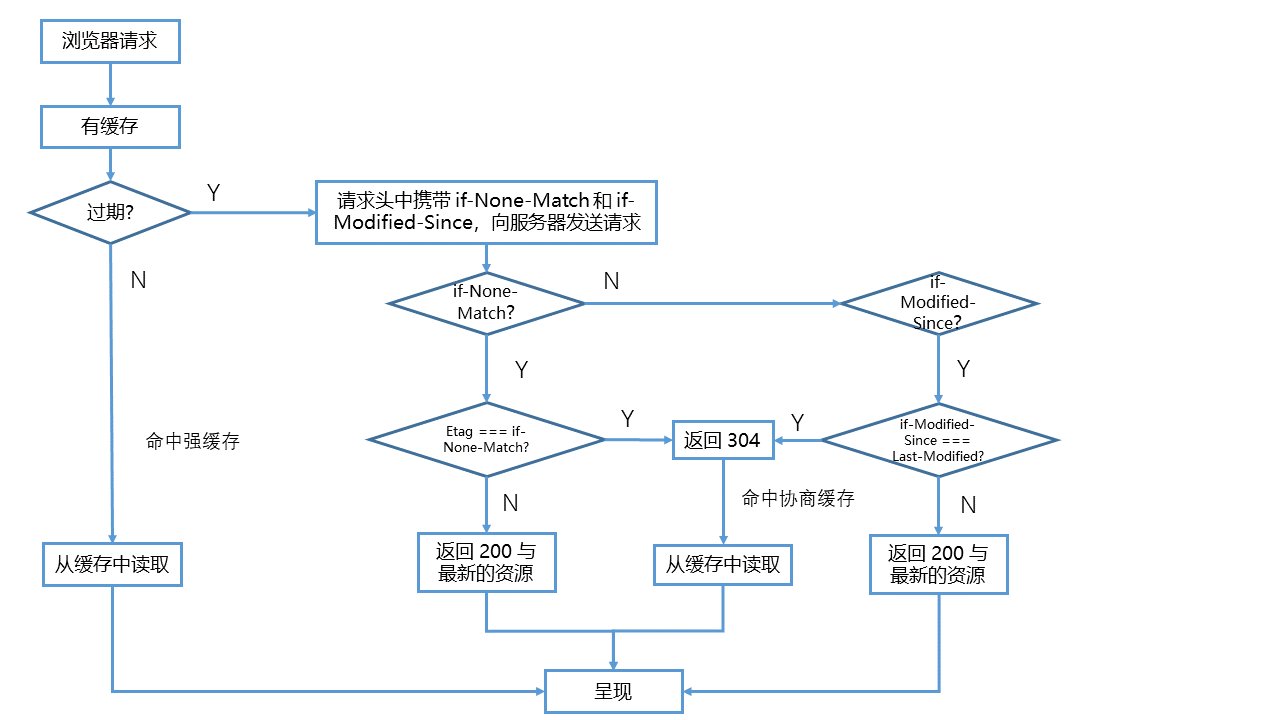 浏览器请求
有缓存
过期?
Y
请求头中携带 if-None-Match 和 if-
Modified-Since，向服务器发送请求
N
if-None-
Match?
N
if-
Modified-
Since?
Y
Y
命中强缓存
Etag === if-
None-Match?
Y
返回 304
Y
if-Modified-
Since ===
Last-Modified?
N
命中协商缓存
N
从缓存中读取
返回 200 与
最新的资源
从缓存中读取
返回 200 与
最新的资源
呈现